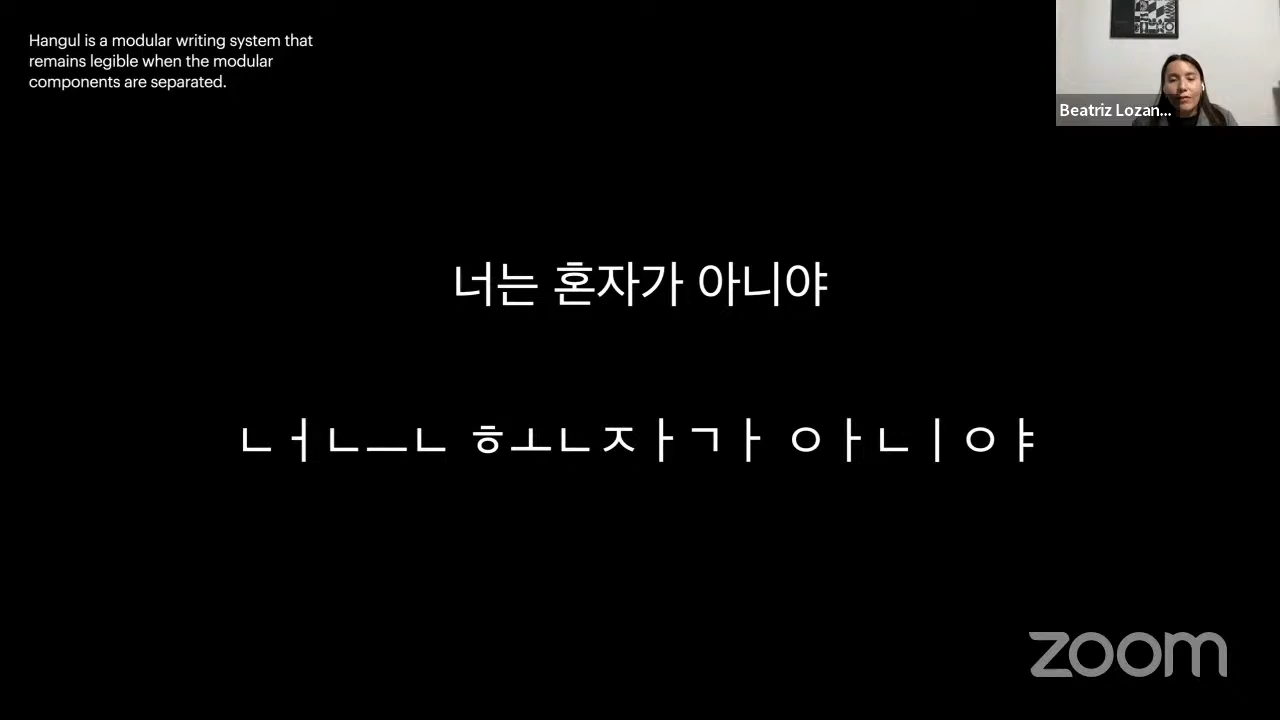 Hangul is a modular writing system that
remains legible when the modular
components are separated.
Beatriz Lozan...
너는 혼자가 아니야
ㄴㅓㄴㅡㄴ ㅎㅗㄴㅈㅏㄱㅏ ㅇㅏㄴㅣㅇㅑ
zoom